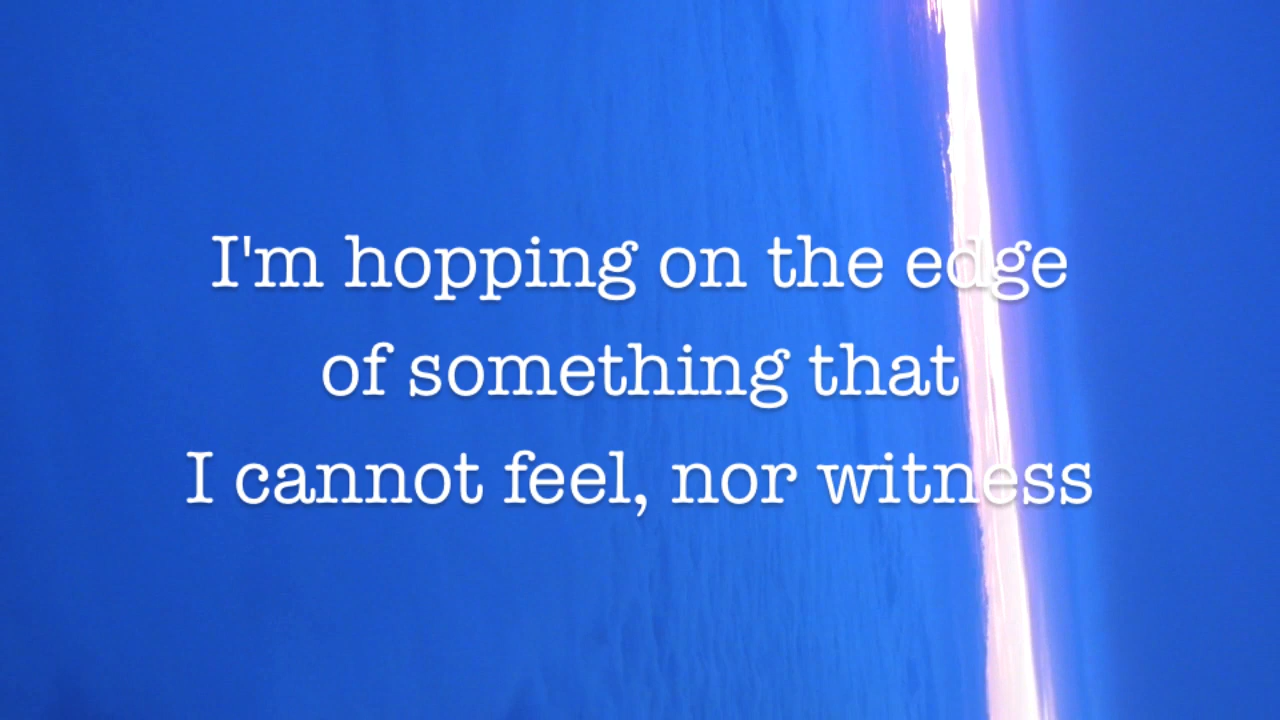 I'm hopping on the edge
of something that
I cannot feel, nor witness